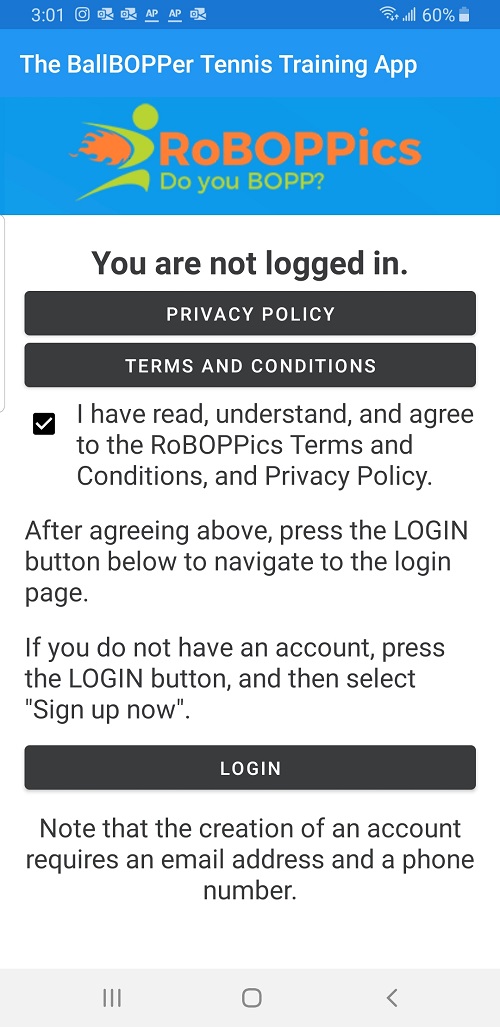 3:01 AP AP 60%
The BallBOPPer Tennis Training App
RoBOPPics
Do you BOPP?
You are not logged in.
PRIVACY POLICY
TERMS AND CONDITIONS
I have read, understand, and agree
to the RoBOPPics Terms and
Conditions, and Privacy Policy.
After agreeing above, press the LOGIN
button below to navigate to the login
page.
If you do not have an account, press
the LOGIN button, and then select
"Sign up now".
LOGIN
Note that the creation of an account
requires an email address and a phone
number.